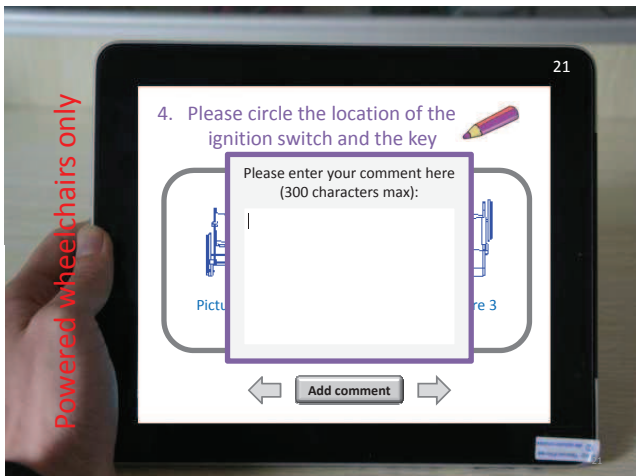 21
Powered wheelchairs only
4. Please circle the location of the
ignition switch and the key
Please enter your comment here
(300 characters max):
Pictu
re 3
Add comment